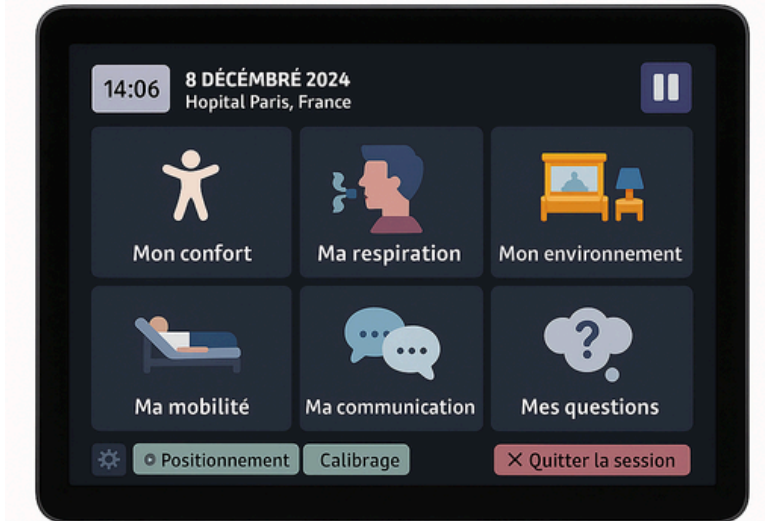 14:06
8 DÉCÉMBRÉ 2024
Hopital Paris, France
Mon confort
Ma respiration
Mon environnement
Ma mobilité
Ma communication
Mes questions
Positionnement
Calibrage
× Quitter la session